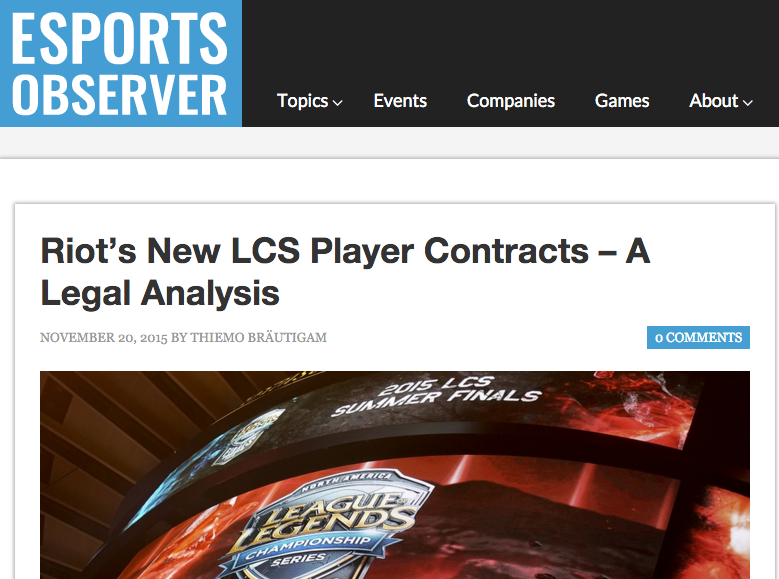 ESPORTS
OBSERVER
Topics Events Companies Games About
Riot’s New LCS Player Contracts – A
Legal Analysis
NOVEMBER 20, 2015 BY THIEMO BRÄUTIGAM
0 COMMENTS
2015 LCS
SUMMER FINALS
NORTH AMERICA
LEAGUE
LEGENDS
CHAMPIONSHIP
SERIES